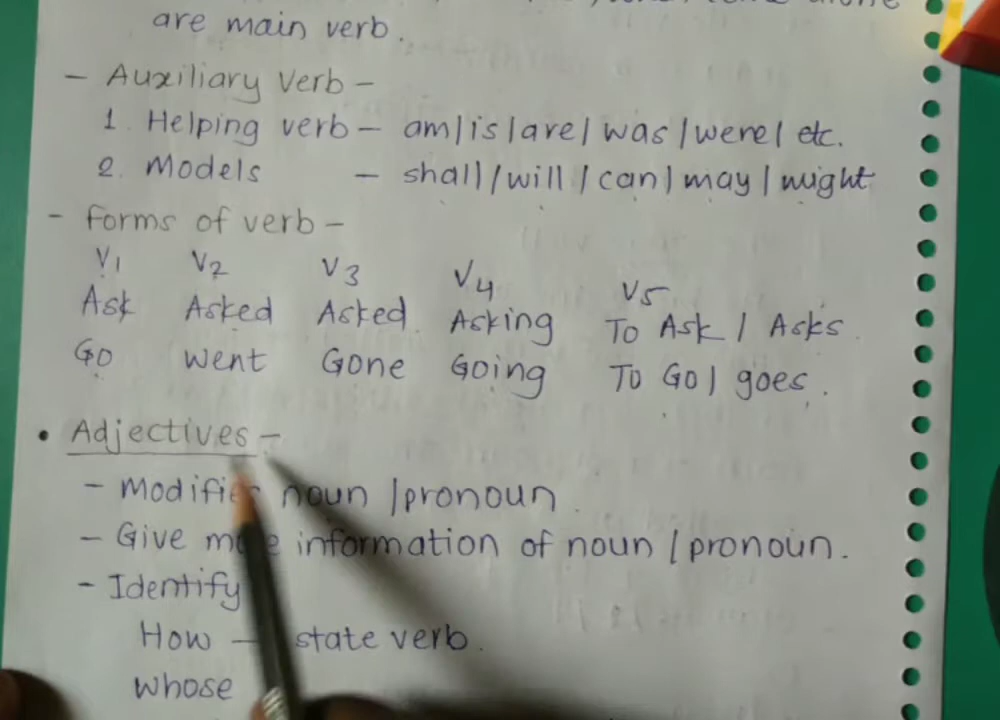 are main verb.
- Auxiliary verb -
1. Helping verb - am/is/are/was/were/etc.
2. Models - shall/will/can/may/might
- forms of verb -
V1 V2 V3 V4 V5
Ask Asked Asked Asking To Ask / Asks.
Go went Gone Going To Go / goes.
• Adjectives -
- Modifies noun /pronoun.
- Give more information of noun /pronoun.
- Identify
How - state verb.
whose